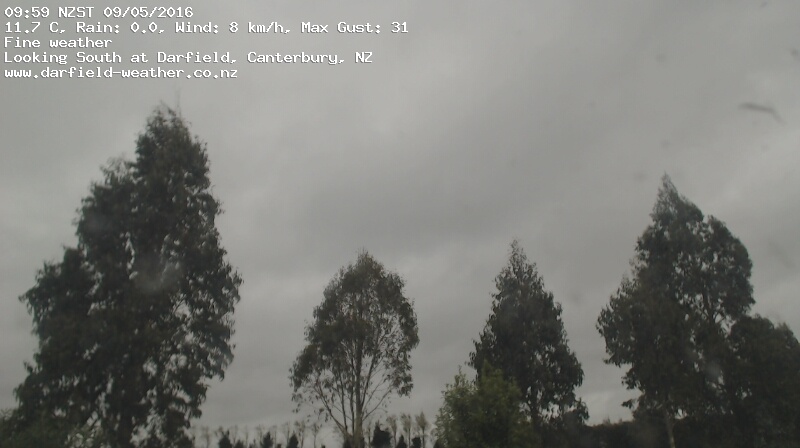 09:59 NZST 09/05/2016
11.7 C, Rain: 0.0, Wind: 8 km/h, Max Gust: 31
Fine weather
Looking South at Darfield, Canterbury, NZ
www.darfield-weather.co.nz